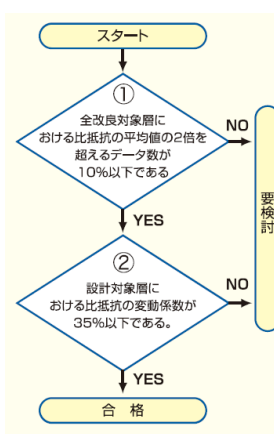 スタート
①
全改良対象層に
おける比抵抗の平均値の2倍を
超えるデータ数が
10%以下である
NO
要検討
YES
②
設計対象層に
おける比抵抗の変動係数が
35%以下である。
NO
YES
合 格